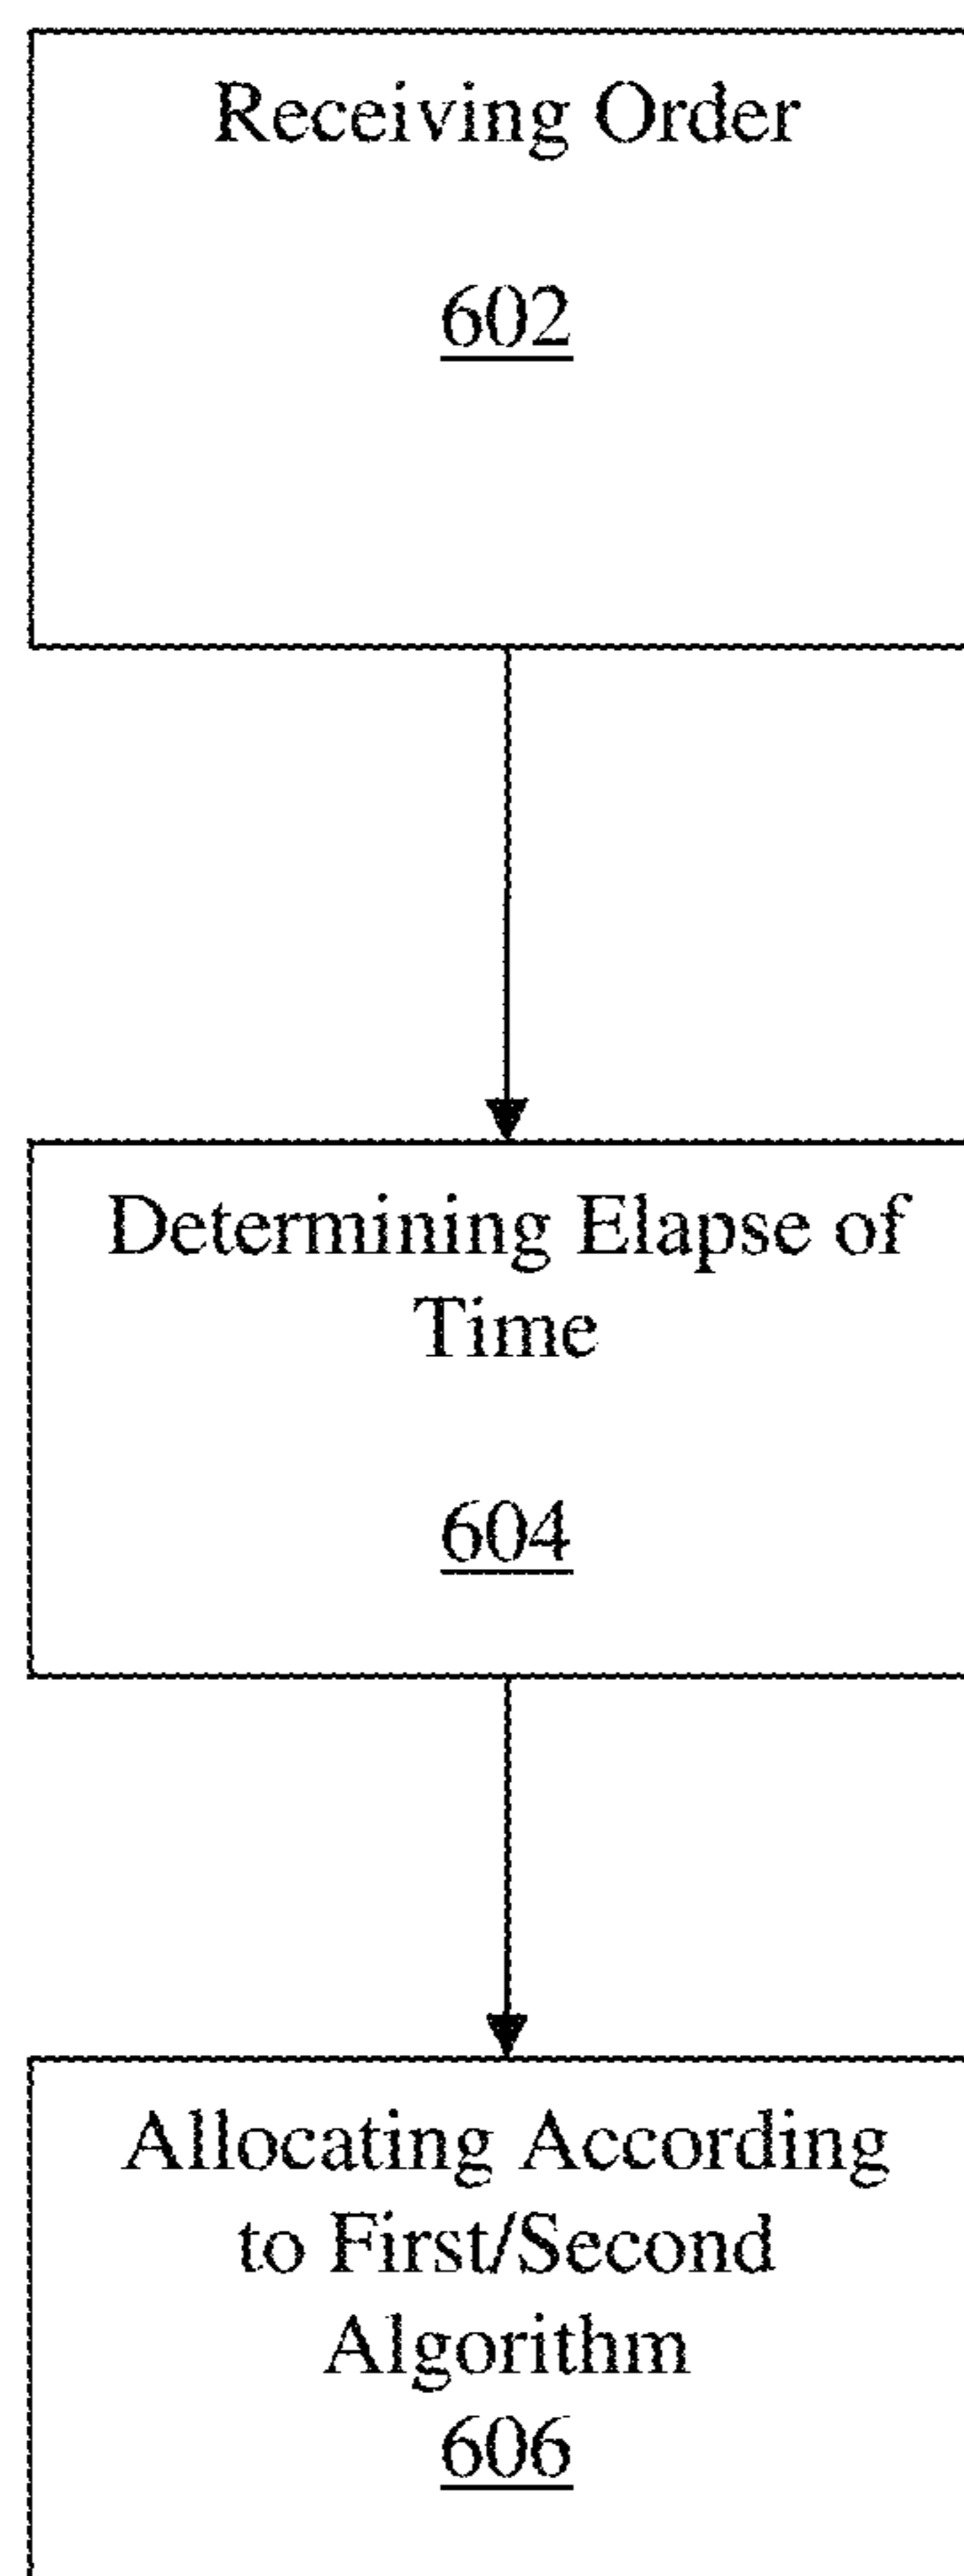 Receiving Order
602
Determining Elapse of
Time
604
Allocating According
to First/Second
Algorithm
606